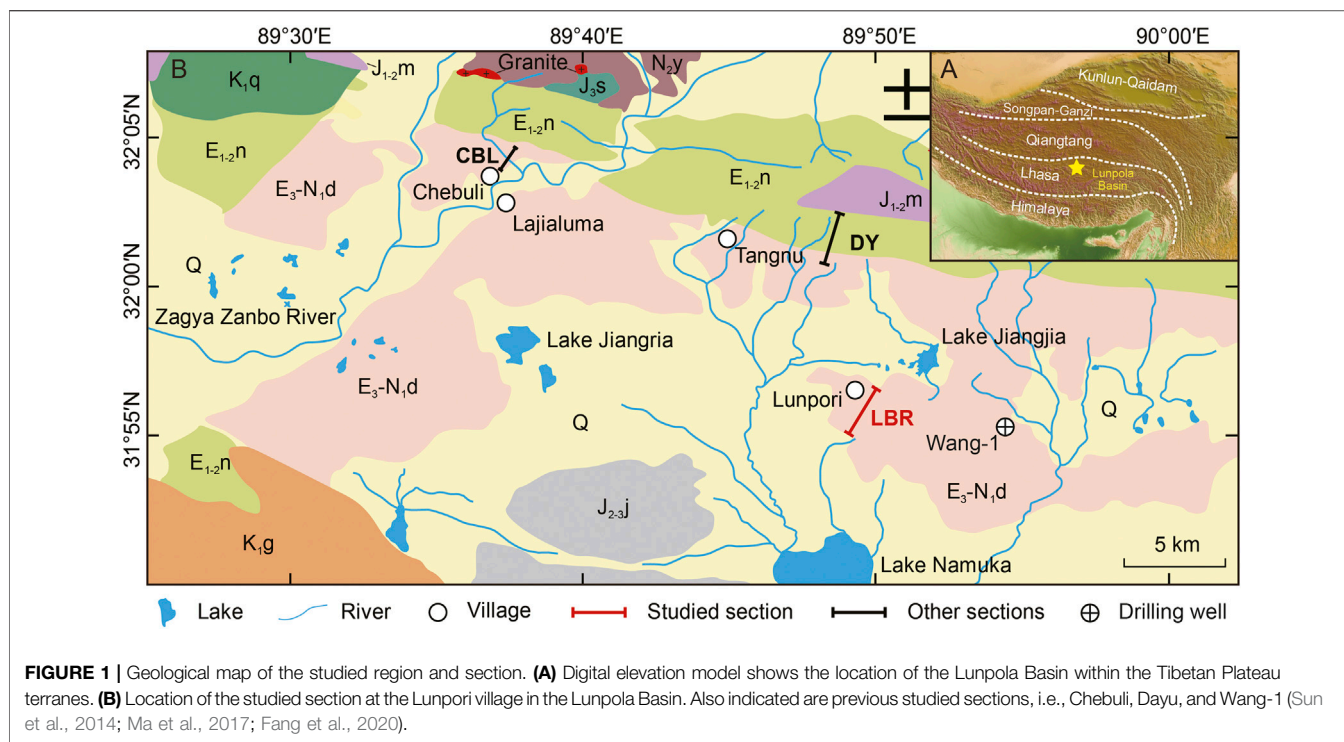 89°30′E
89°40′E
89°50′E
90°00′E
32°05′N
32°00′N
31°55′N
B
K₁q
J₁₋₂m
Granite
J₃s
N₂y
E₁₋₂n
E₁₋₂n
E₃-N₁d
CBL
Chebuli
Lajialuma
E₁₋₂n
J₁₋₂m
DY
Tangnu
Q
Zagya Zanbo River
Lake Jiangria
Lake Jiangjia
E₃-N₁d
Lunpori
LBR
Q
Q
Wang-1
E₁₋₂n
E₃-N₁d
J₂₋₃j
K₁g
Lake Namuka
5 km
A
Kunlun-Qaidam
Songpan-Ganzi
Qiangtang
Lhasa
Lunpola
Basin
Himalaya
Lake River Village Studied section Other sections Drilling well
FIGURE 1 | Geological map of the studied region and section. (A) Digital elevation model shows the location of the Lunpola Basin within the Tibetan Plateau
terranes. (B) Location of the studied section at the Lunpori village in the Lunpola Basin. Also indicated are previous studied sections, i.e., Chebuli, Dayu, and Wang-1 (Sun
et al., 2014; Ma et al., 2017; Fang et al., 2020).